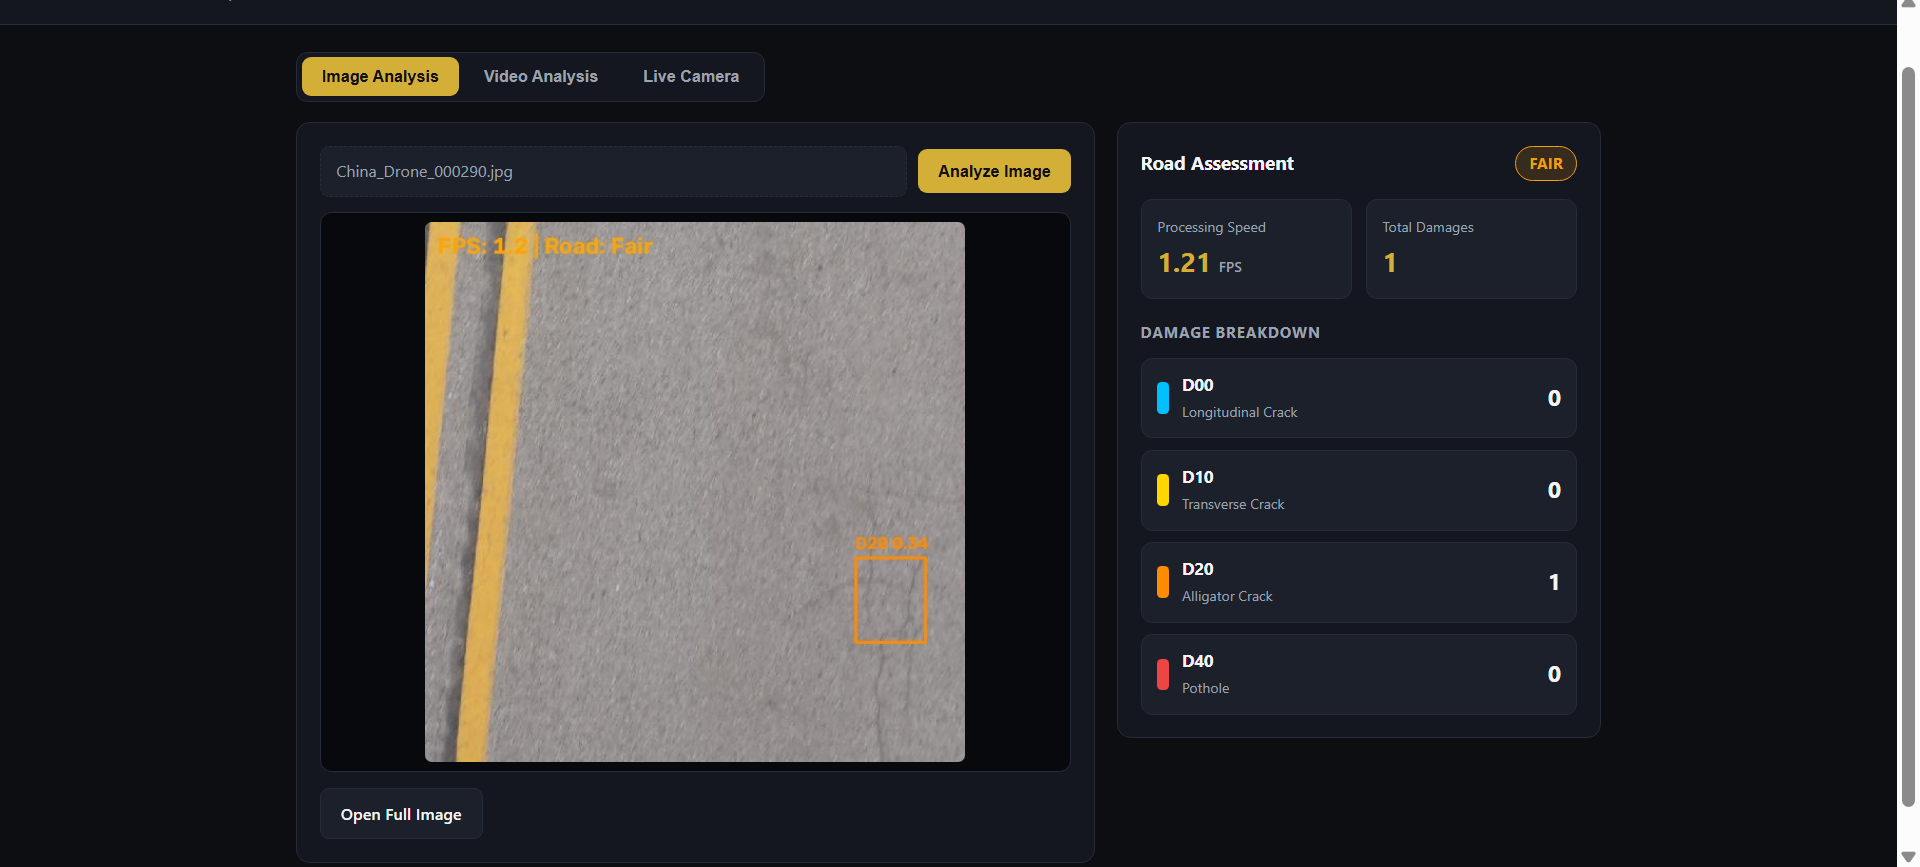 Image Analysis
Video Analysis
Live Camera
China_Drone_000290.jpg
Analyze Image
FPS: 1.2 | Road: Fair
D20 0.34
Open Full Image
Road Assessment
FAIR
Processing Speed
1.21 FPS
Total Damages
1
DAMAGE BREAKDOWN
D00
Longitudinal Crack
0
D10
Transverse Crack
0
D20
Alligator Crack
1
D40
Pothole
0